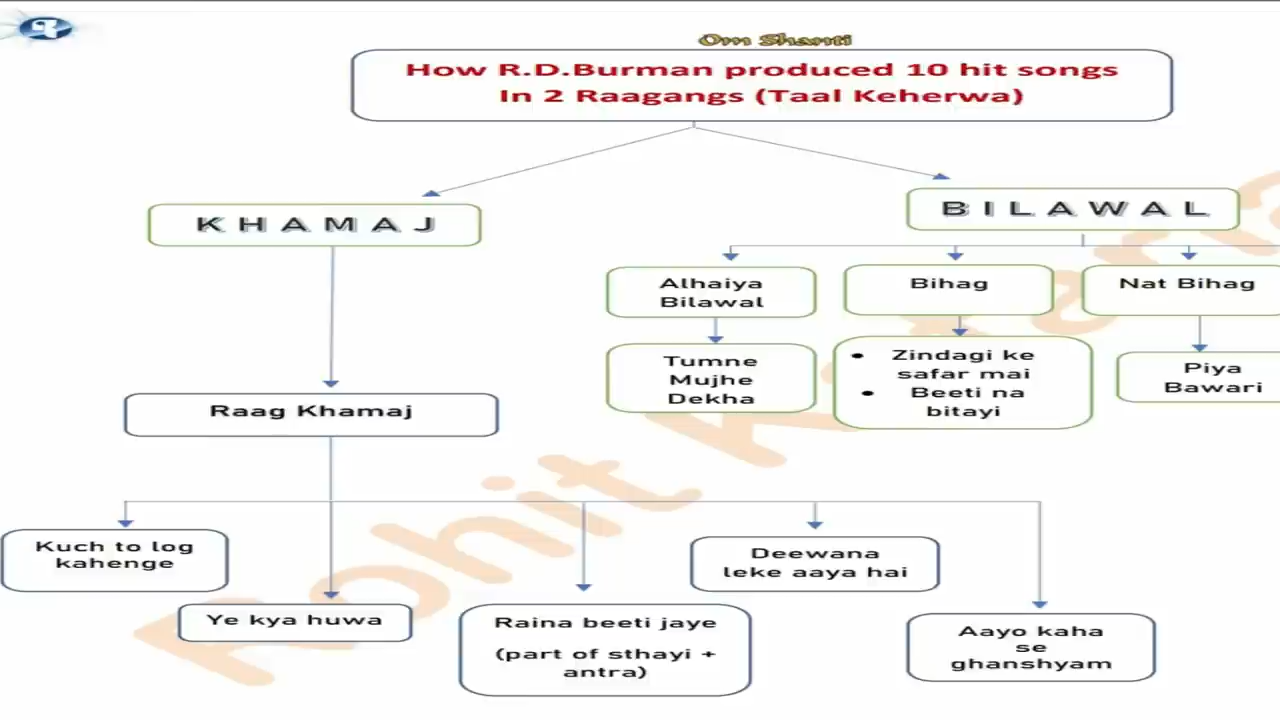 Om Shanti
How R.D.Burman produced 10 hit songs
In 2 Raagangs (Taal Keherwa)
KHAMAJ
BILAWAL
Alhaiya
Bilawal
Bihag
Nat Bihag
Tumne
Mujhe
Dekha
• Zindagi ke
safar mai
• Beeti na
bitayi
Piya
Bawari
Raag Khamaj
Kuch to log
kahenge
Ye kya huwa
Raina beeti jaye
(part of sthayi +
antra)
Deewana
leke aaya hai
Aayo kaha
se
ghanshyam